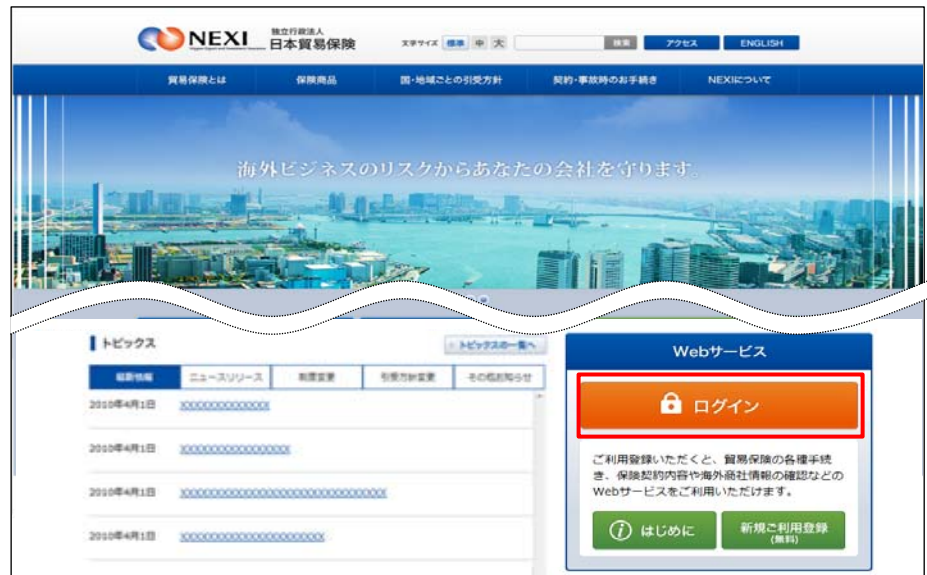 NEXI
独立行政法人
日本貿易保険
文字サイズ 標準 中 大 検索 アクセス ENGLISH
貿易保険とは 保険商品 国・地域ごとの引受方針 契約・事故時のお手続き NEXIについて
海外ビジネスのリスクからあなたの会社を守ります。
トピックス トピックスの一覧へ
最新情報 ニュースリリース 制度変更 引受方針変更 その他お知らせ
2010年4月1日 XXXXXXXXXXXXX
2010年4月1日 XXXXXXXXXXXXXXXX
2010年4月1日 XXXXXXXXXXXXXXXXXXXXXXXXXXXXXX
2010年4月1日 XXXXXXXXXXXXXXXXXXXXX
Webサービス
ログイン
ご利用登録いただくと、貿易保険の各種手続
き、保険契約内容や海外商社情報の確認などの
Webサービスをご利用いただけます。
はじめに
新規ご利用登録
(無料)